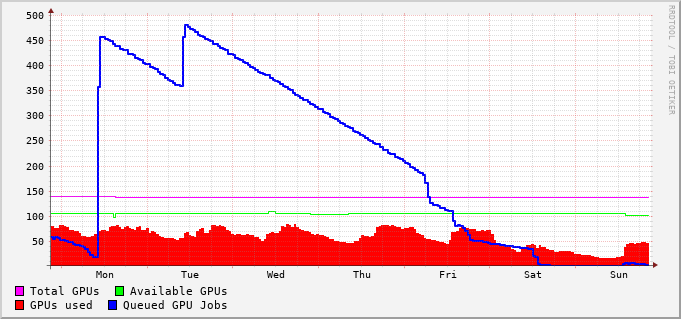 500
450
400
350
300
250
200
150
100
50
Mon Tue Wed Thu Fri Sat Sun
Total GPUs Available GPUs
GPUs used Queued GPU Jobs
RRDTOOL / TOBI OETIKER